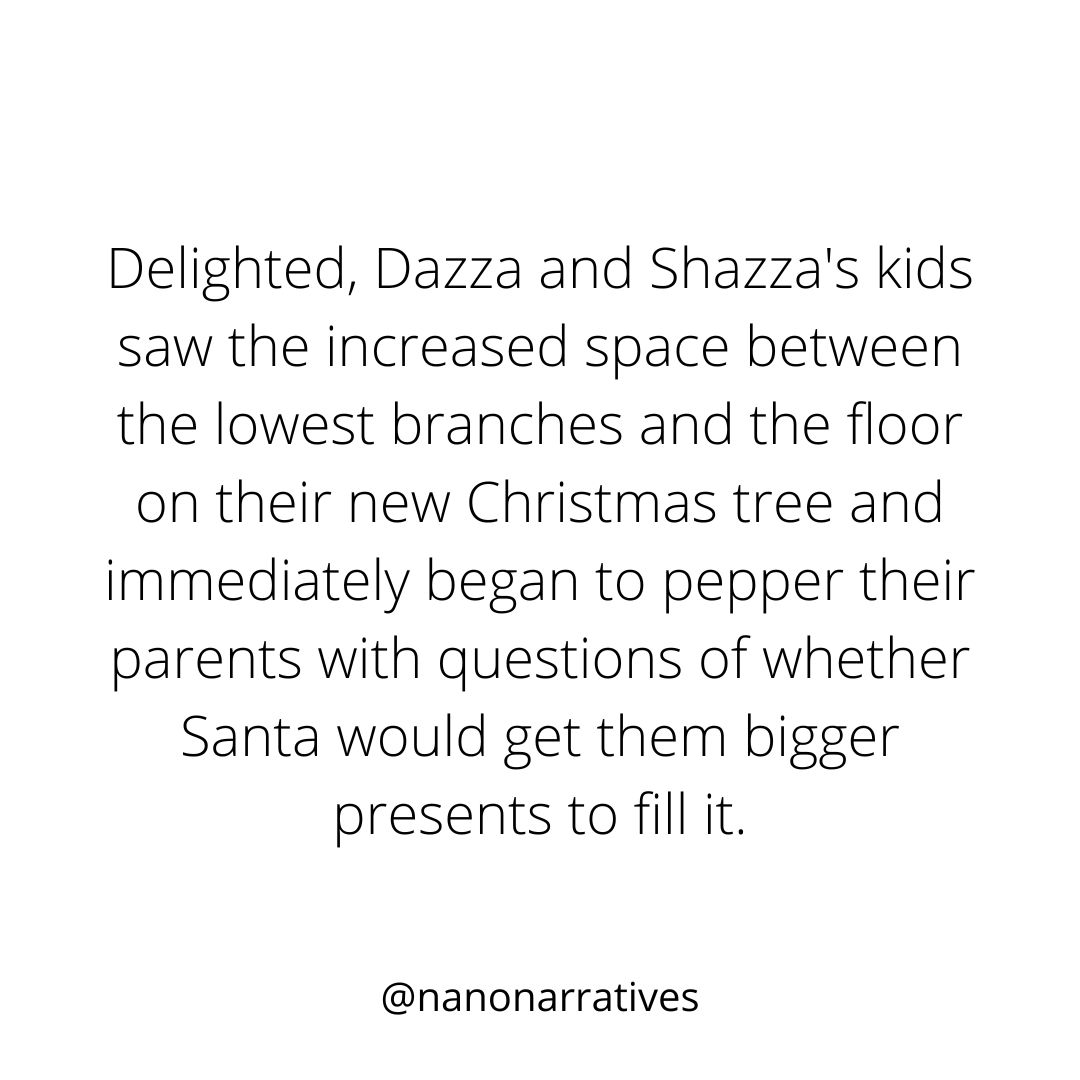 Delighted, Dazza and Shazza's kids
saw the increased space between
the lowest branches and the floor
on their new Christmas tree and
immediately began to pepper their
parents with questions of whether
Santa would get them bigger
presents to fill it.
@nanonarratives